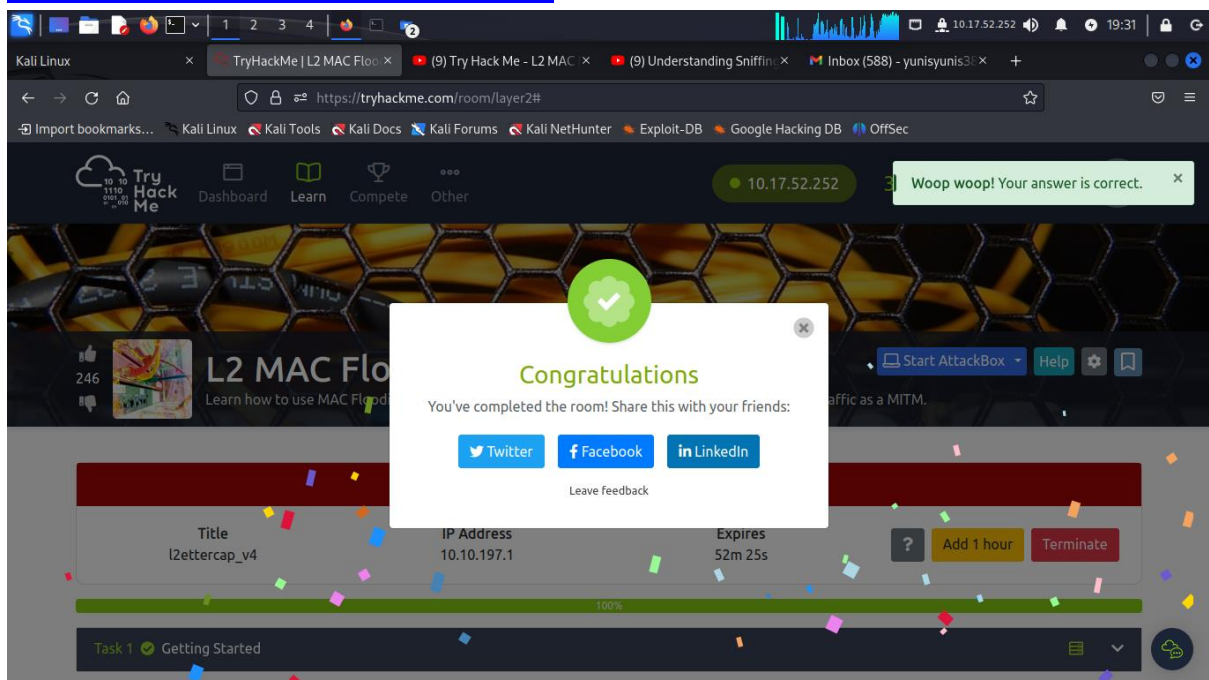 1 2 3 4 2 10.17.52.252 19:31
Kali Linux TryHackMe | L2 MAC Floo (9) Try Hack Me - L2 MAC (9) Understanding Sniffin Inbox (588) - yunisyunis38
https://tryhackme.com/room/layer2#
Import bookmarks... Kali Linux Kali Tools Kali Docs Kali Forums Kali NetHunter Exploit-DB Google Hacking DB OffSec
Try Hack Me
Dashboard Learn Compete Other
10.17.52.252 3
Woop woop! Your answer is correct.
246
L2 MAC Flo
Start AttackBox Help
Learn how to use MAC Floodi affic as a MITM.
Congratulations
You've completed the room! Share this with your friends:
Twitter Facebook in LinkedIn
Leave feedback
Title IP Address Expires
l2ettercap_v4 10.10.197.1 52m 25s
? Add 1 hour Terminate
100%
Task 1 Getting Started